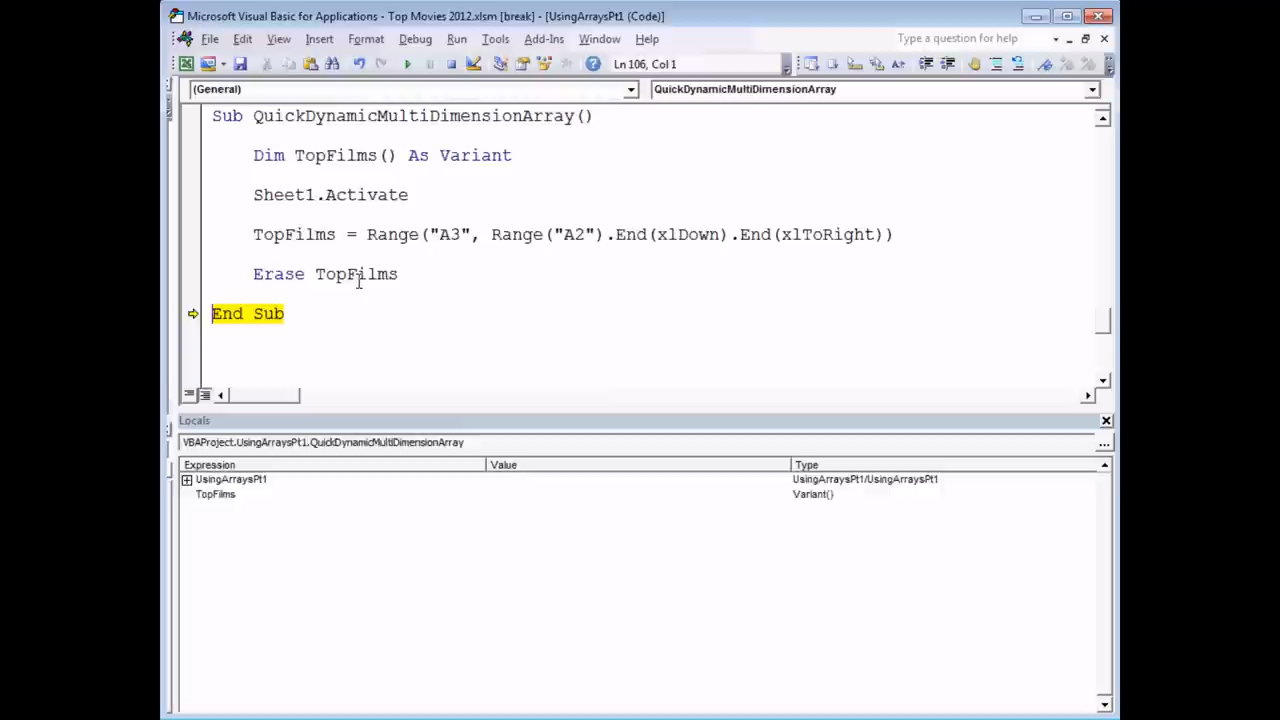 Microsoft Visual Basic for Applications - Top Movies 2012.xlsm [break] - [UsingArraysPt1 (Code)]
File Edit View Insert Format Debug Run Tools Add-Ins Window Help Type a question for help
Ln 106, Col 1
(General) QuickDynamicMultiDimensionArray
Sub QuickDynamicMultiDimensionArray()
Dim TopFilms() As Variant
Sheet1.Activate
TopFilms = Range("A3", Range("A2").End(xlDown).End(xlToRight))
Erase TopFilms
End Sub
Locals
VBAProject.UsingArraysPt1.QuickDynamicMultiDimensionArray
...
Expression Value Type
UsingArraysPt1 UsingArraysPt1/UsingArraysPt1
TopFilms Variant()